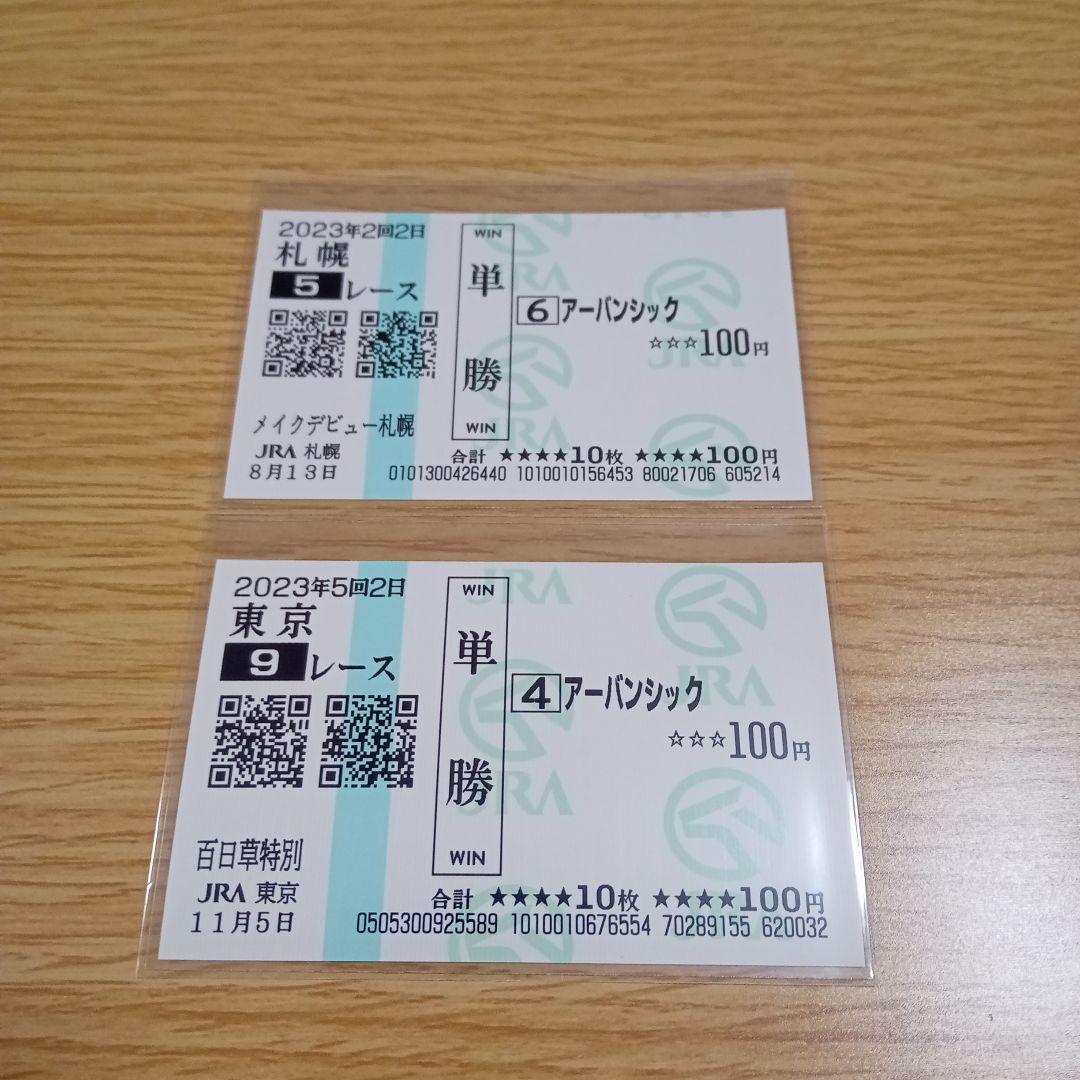 2023年2回2日
札幌
5レース
WIN
単勝
WIN
6 アーバンシック
☆☆☆100円
メイクデビュー札幌
JRA 札幌
8月13日
合計 ★★★★10枚 ★★★★100円
0101300426440 1010010156453 80021706 605214
JRA
JRA
JRA
2023年5回2日
東京
9レース
WIN
単勝
WIN
4 アーバンシック
☆☆☆100円
百日草特別
JRA 東京
11月5日
合計 ★★★★10枚 ★★★★100円
0505300925589 1010010676554 70289155 620032
JRA
JRA
JRA